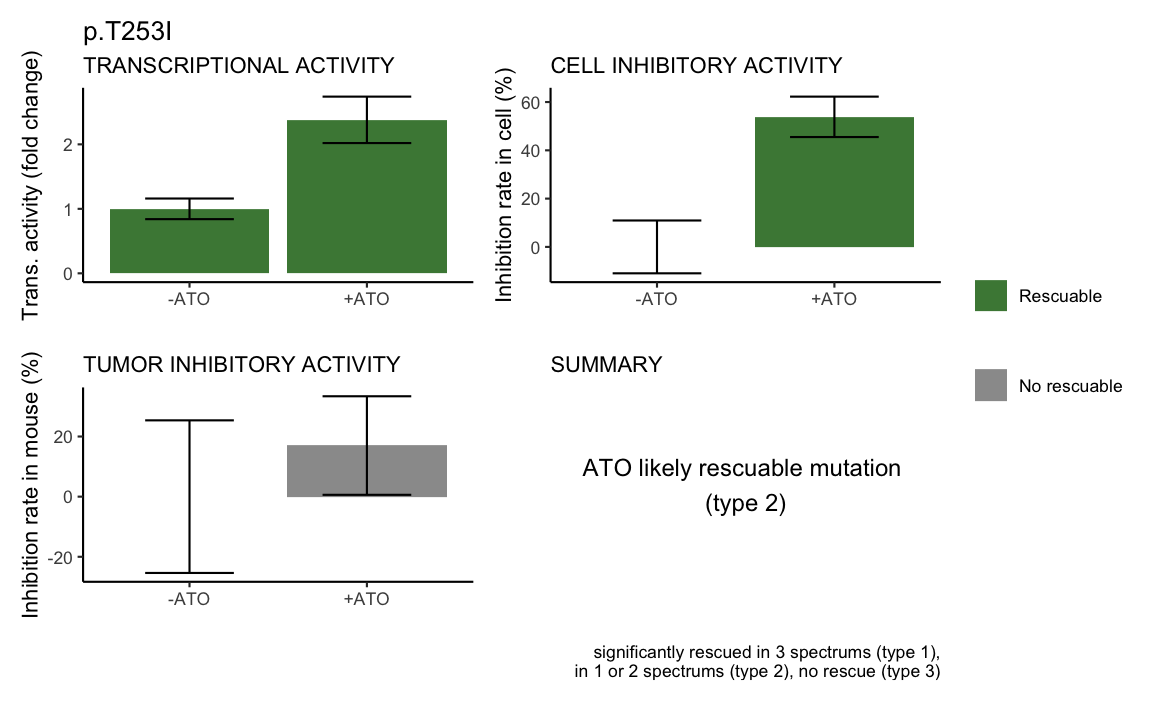 p.T253I
TRANSCRIPTIONAL ACTIVITY
Trans. activity (fold change)
2
1
0
-ATO +ATO
CELL INHIBITORY ACTIVITY
Inhibition rate in cell (%)
60
40
20
0
-ATO +ATO
Rescuable
No rescuable
TUMOR INHIBITORY ACTIVITY
Inhibition rate in mouse (%)
20
0
-20
-ATO +ATO
SUMMARY
ATO likely rescuable mutation
(type 2)
significantly rescued in 3 spectrums (type 1),
in 1 or 2 spectrums (type 2), no rescue (type 3)